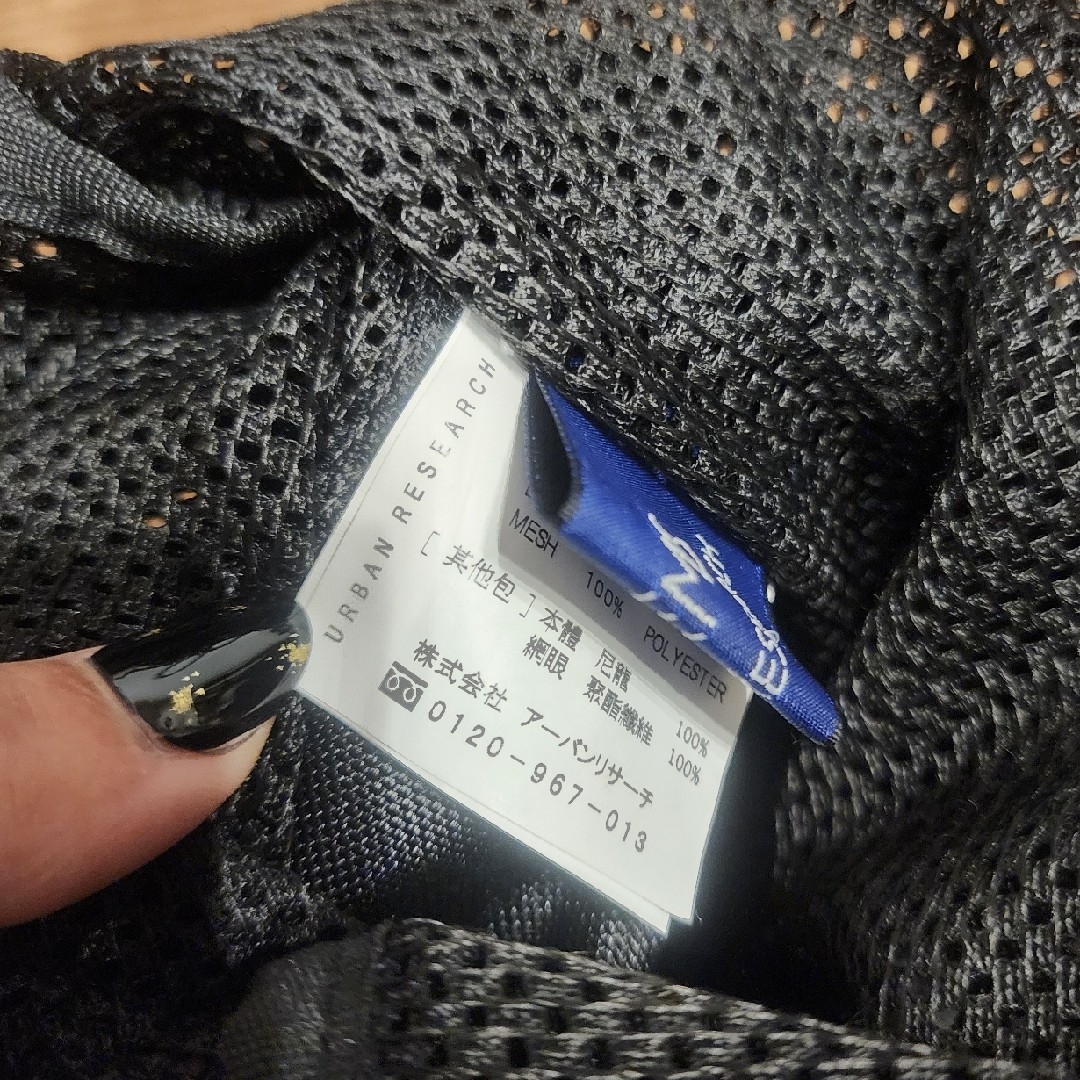 URBAN RESEARCH
MESH 100% POLYESTER
[ 其他包 ] 本體 尼龍 100%
網眼 聚酯纖維 100%
株式会社 アーバンリサーチ
0120-967-013